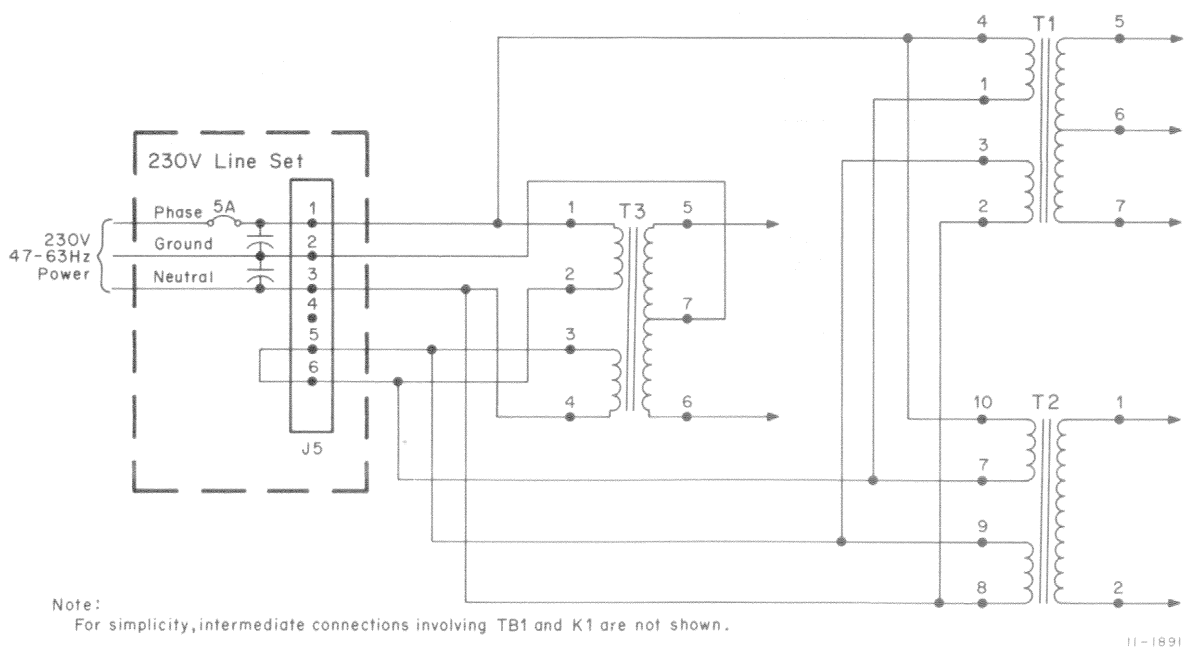 4
T1
5
1
6
3
2
7
230V Line Set
Phase
5A
1
Ground
2
230V
47-63Hz
Power
Neutral
3
4
5
6
J5
1
T3
5
2
7
3
4
6
10
T2
1
7
9
8
2
Note:
For simplicity, intermediate connections involving TB1 and K1 are not shown.
11-1891